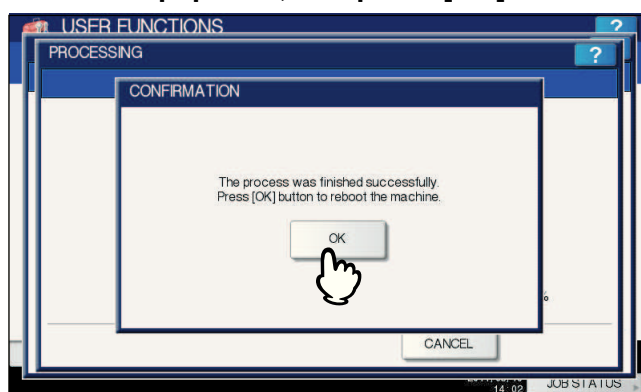 USER FUNCTIONS
?
PROCESSING
?
CONFIRMATION
The process was finished successfully.
Press [OK] button to reboot the machine.
OK
%
CANCEL
14:02
JOB STATUS